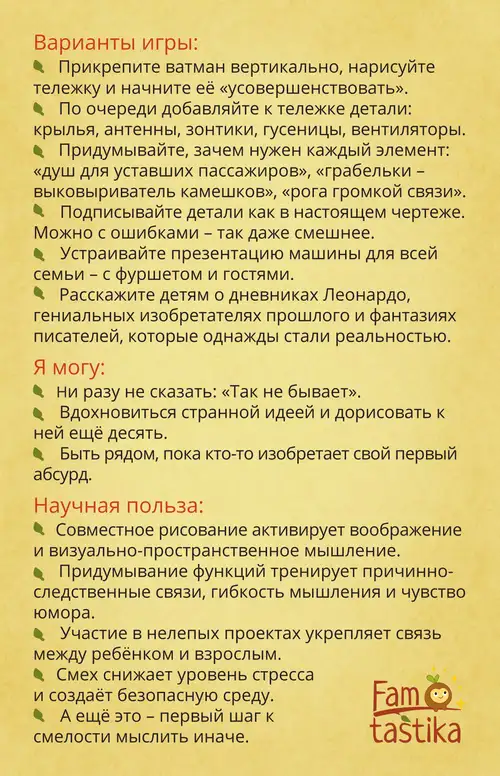 Варианты игры:
Прикрепите ватман вертикально, нарисуйте
тележку и начните её «усовершенствовать».
По очереди добавляйте к тележке детали:
крылья, антенны, зонтики, гусеницы, вентиляторы.
Придумывайте, зачем нужен каждый элемент:
«душ для уставших пассажиров», «грабельки –
выковыриватель камешков», «рога громкой связи».
Подписывайте детали как в настоящем чертеже.
Можно с ошибками – так даже смешнее.
Устраивайте презентацию машины для всей
семьи – с фуршетом и гостями.
Расскажите детям о дневниках Леонардо,
гениальных изобретателях прошлого и фантазиях
писателей, которые однажды стали реальностью.
Я могу:
ни разу не сказать: «Так не бывает».
Вдохновиться странной идеей и дорисовать к
ней ещё десять.
Быть рядом, пока кто-то изобретает свой первый
абсурд.
Научная польза:
Совместное рисование активирует воображение
и визуально-пространственное мышление.
Придумывание функций тренирует причинно-
следственные связи, гибкость мышления и чувство
юмора.
Участие в нелепых проектах укрепляет связь
между ребёнком и взрослым.
Смех снижает уровень стресса
и создаёт безопасную среду.
А ещё это – первый шаг к
смелости мыслить иначе.
Fam
tastika